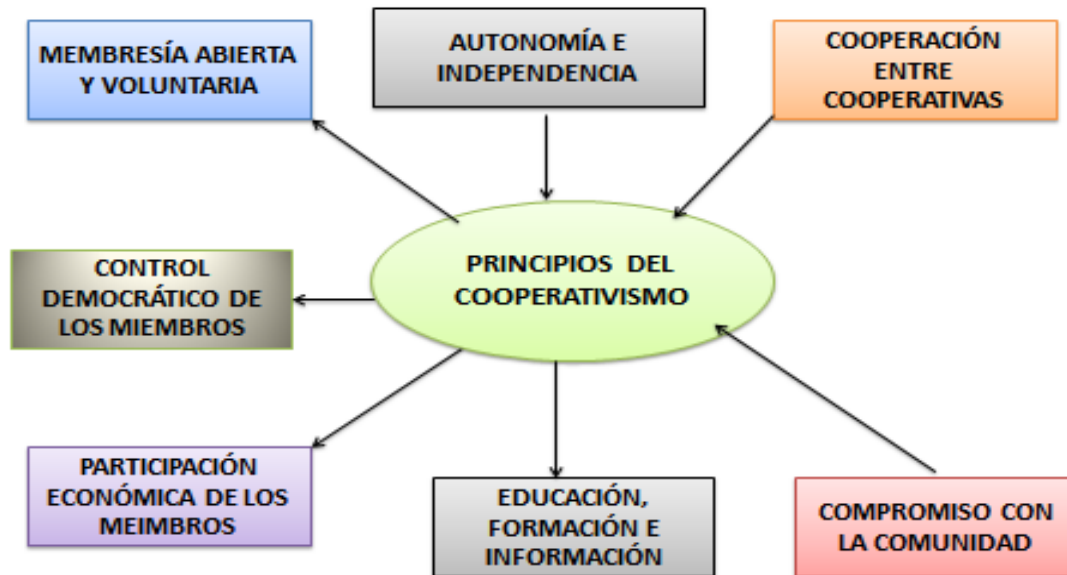 MEMBRESÍA ABIERTA
Y VOLUNTARIA
AUTONOMÍA E
INDEPENDENCIA
COOPERACIÓN
ENTRE
COOPERATIVAS
CONTROL
DEMOCRÁTICO DE
LOS MIEMBROS
PRINCIPIOS DEL
COOPERATIVISMO
PARTICIPACIÓN
ECONÓMICA DE LOS
MEIMBROS
EDUCACIÓN,
FORMACIÓN E
INFORMACIÓN
COMPROMISO CON
LA COMUNIDAD